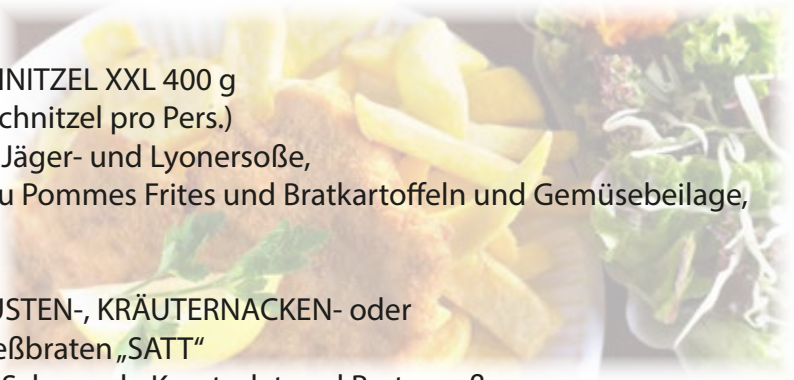 HNITZEL XXL 400 g
chnitzel pro Pers.)
Jäger- und Lyonersoße,
u Pommes Frites und Bratkartoffeln und Gemüsebeilage,
USTEN-, KRÄUTERNACKEN- oder
eßbraten „SATT“